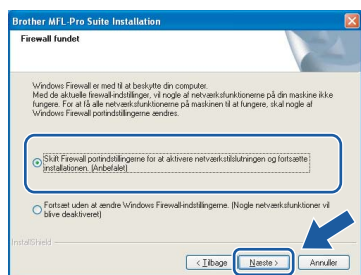 Brother MFL-Pro Suite Installation
Firewall fundet
Windows Firewall er med til at beskytte din computer.
Med de aktuelle firewall-indstillinger, vil nogle af netværksfunktionerne på din maskine ikke
fungere. For at få alle netværksfunktionerne på maskinen til at fungere, skal nogle af
Windows Firewall portindstillingerne ændres.
Skift Firewall portindstillingerne for at aktivere netværkstilslutningen og fortsætte
installationen. (Anbefalet)
Fortsæt uden at ændre Windows Firewall-indstillingerne. (Nogle netværksfunktioner vil
blive deaktiveret)
InstallShield
< Tilbage Næste > Annuller